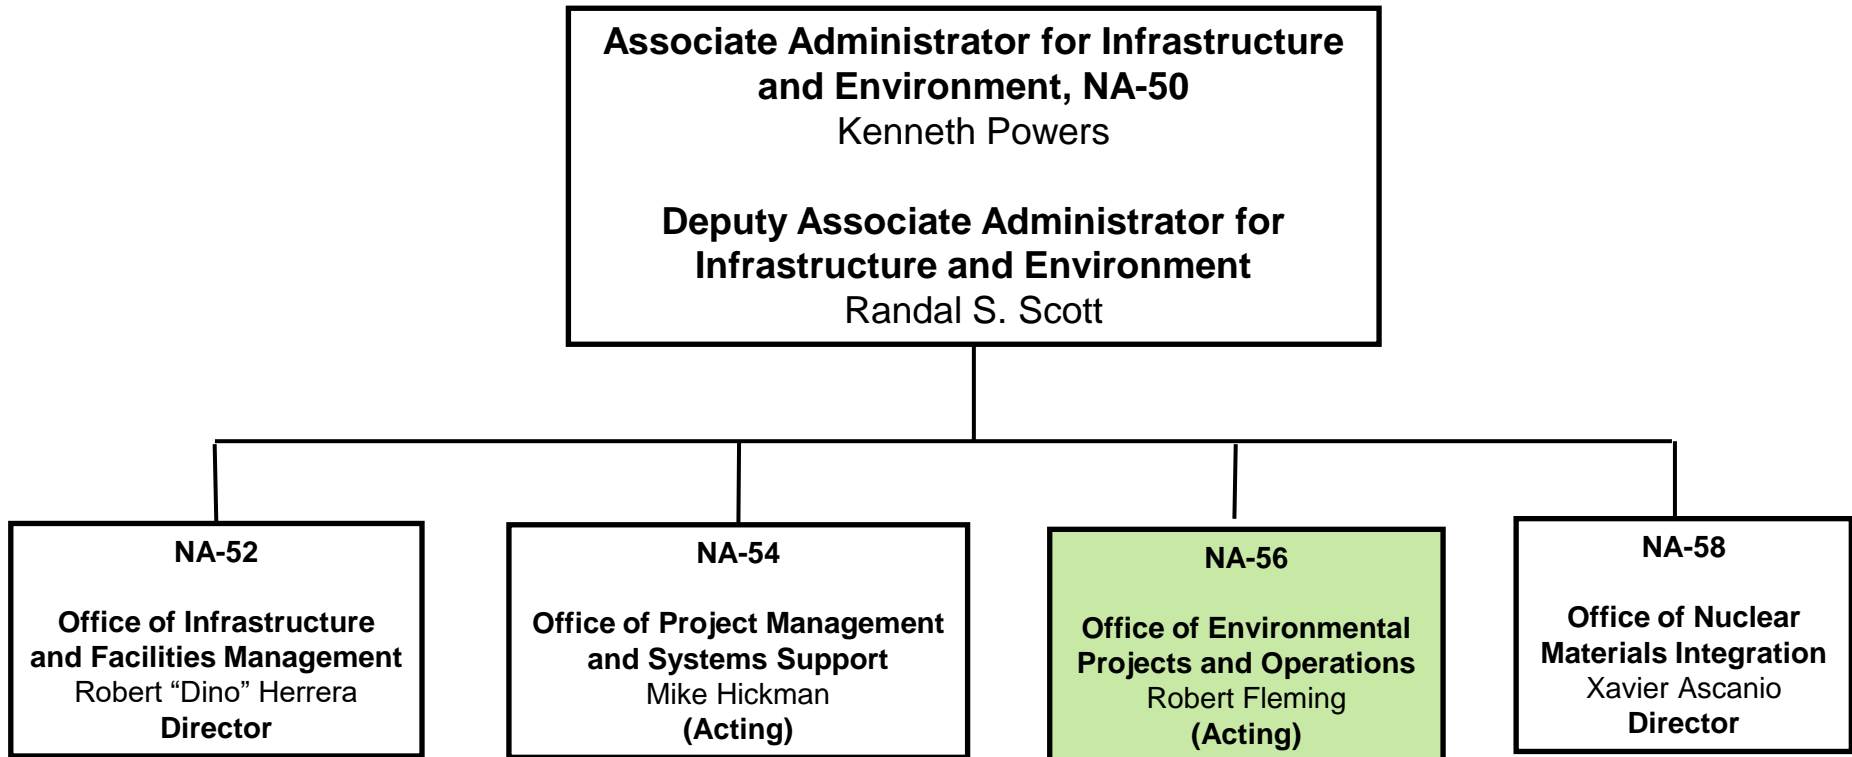 Associate Administrator for Infrastructure
and Environment, NA-50
Kenneth Powers
Deputy Associate Administrator for
Infrastructure and Environment
Randal S. Scott
NA-52
Office of Infrastructure
and Facilities Management
Robert “Dino” Herrera
Director
NA-54
Office of Project Management
and Systems Support
Mike Hickman
(Acting)
NA-56
Office of Environmental
Projects and Operations
Robert Fleming
(Acting)
NA-58
Office of Nuclear
Materials Integration
Xavier Ascanio
Director